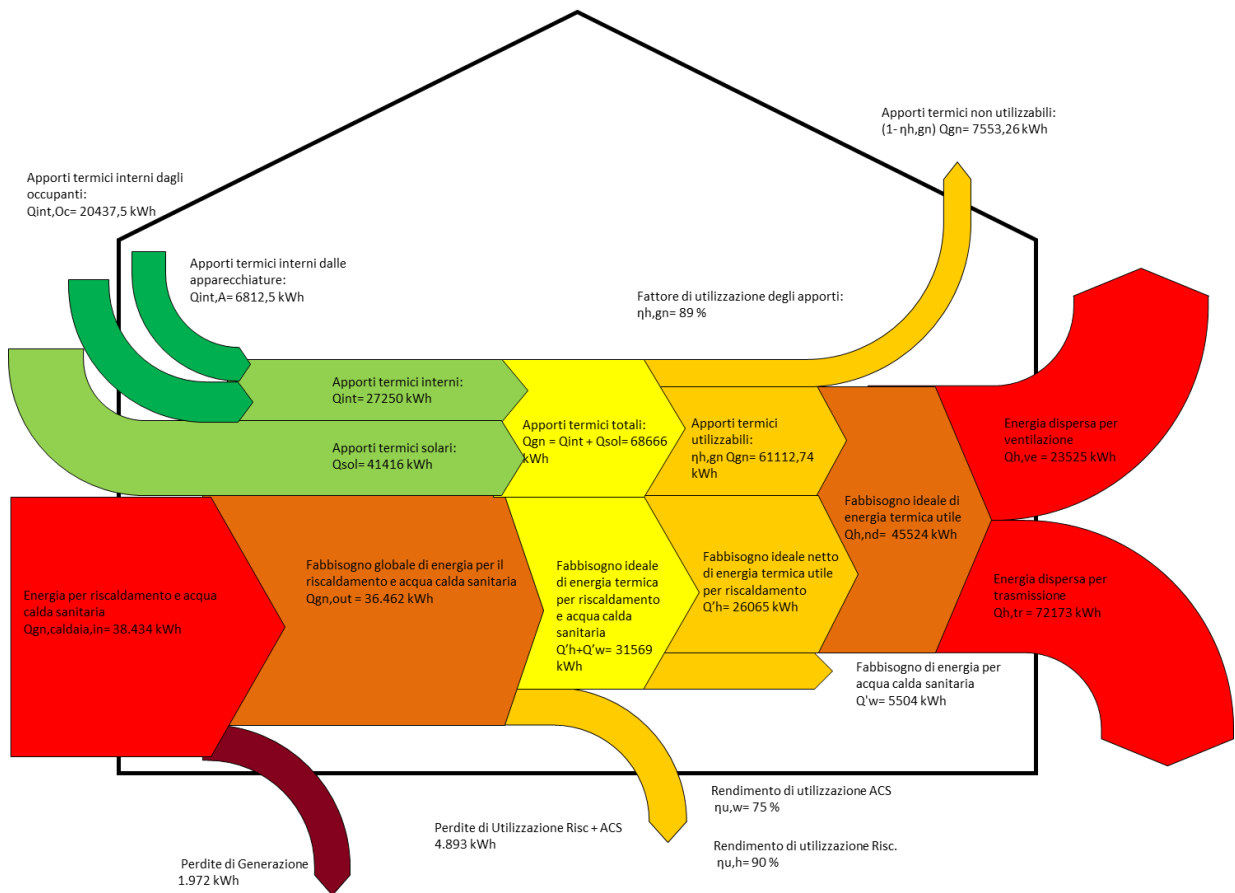 Apporti termici non utilizzabili:
(1- ηh,gn) Qgn= 7553,26 kWh
Apporti termici interni dagli
occupanti:
Qint,Oc= 20437,5 kWh
Apporti termici interni dalle
apparecchiature:
Qint,A= 6812,5 kWh
Fattore di utilizzazione degli apporti:
ηh,gn= 89 %
Apporti termici interni:
Qint= 27250 kWh
Apporti termici solari:
Qsol= 41416 kWh
Apporti termici totali:
Qgn = Qint + Qsol= 68666
kWh
Apporti termici
utilizzabili:
ηh,gn Qgn= 61112,74
kWh
Energia dispersa per
ventilazione
Qh,ve = 23525 kWh
Fabbisogno ideale di
energia termica utile
Qh,nd= 45524 kWh
Energia per riscaldamento e acqua
calda sanitaria
Qgn,caldaia,in= 38.434 kWh
Fabbisogno globale di energia per il
riscaldamento e acqua calda sanitaria
Qgn,out = 36.462 kWh
Fabbisogno ideale
di energia termica
per riscaldamento
e acqua calda
sanitaria
Q'h+Q'w= 31569
kWh
Fabbisogno ideale netto
di energia termica utile
per riscaldamento
Q'h= 26065 kWh
Energia dispersa per
trasmissione
Qh,tr = 72173 kWh
Fabbisogno di energia per
acqua calda sanitaria
Q'w= 5504 kWh
Rendimento di utilizzazione ACS
ηu,w= 75 %
Perdite di Utilizzazione Risc + ACS
4.893 kWh
Rendimento di utilizzazione Risc.
ηu,h= 90 %
Perdite di Generazione
1.972 kWh